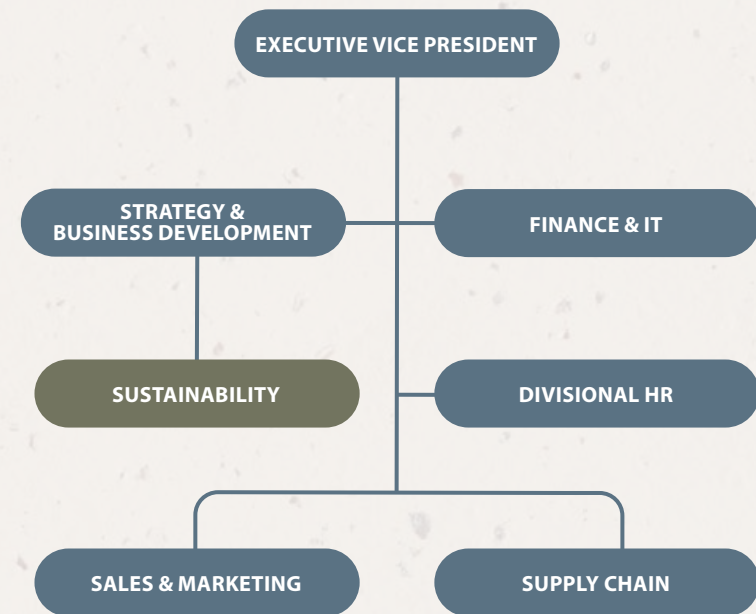 EXECUTIVE VICE PRESIDENT
STRATEGY &
BUSINESS DEVELOPMENT
FINANCE & IT
SUSTAINABILITY
DIVISIONAL HR
SALES & MARKETING
SUPPLY CHAIN